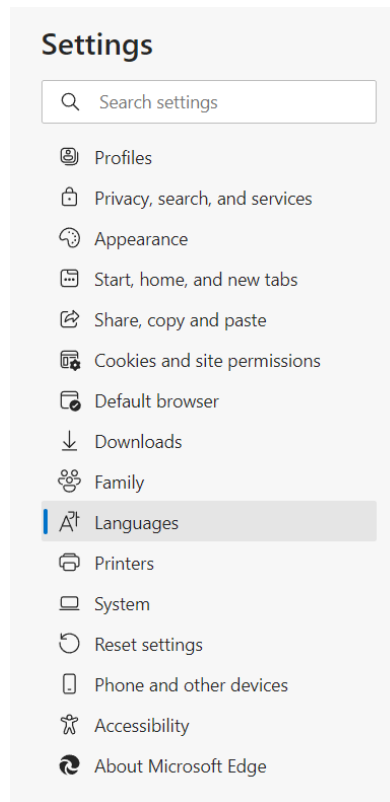 Settings
Search settings
Profiles
Privacy, search, and services
Appearance
Start, home, and new tabs
Share, copy and paste
Cookies and site permissions
Default browser
Downloads
Family
Languages
Printers
System
Reset settings
Phone and other devices
Accessibility
About Microsoft Edge